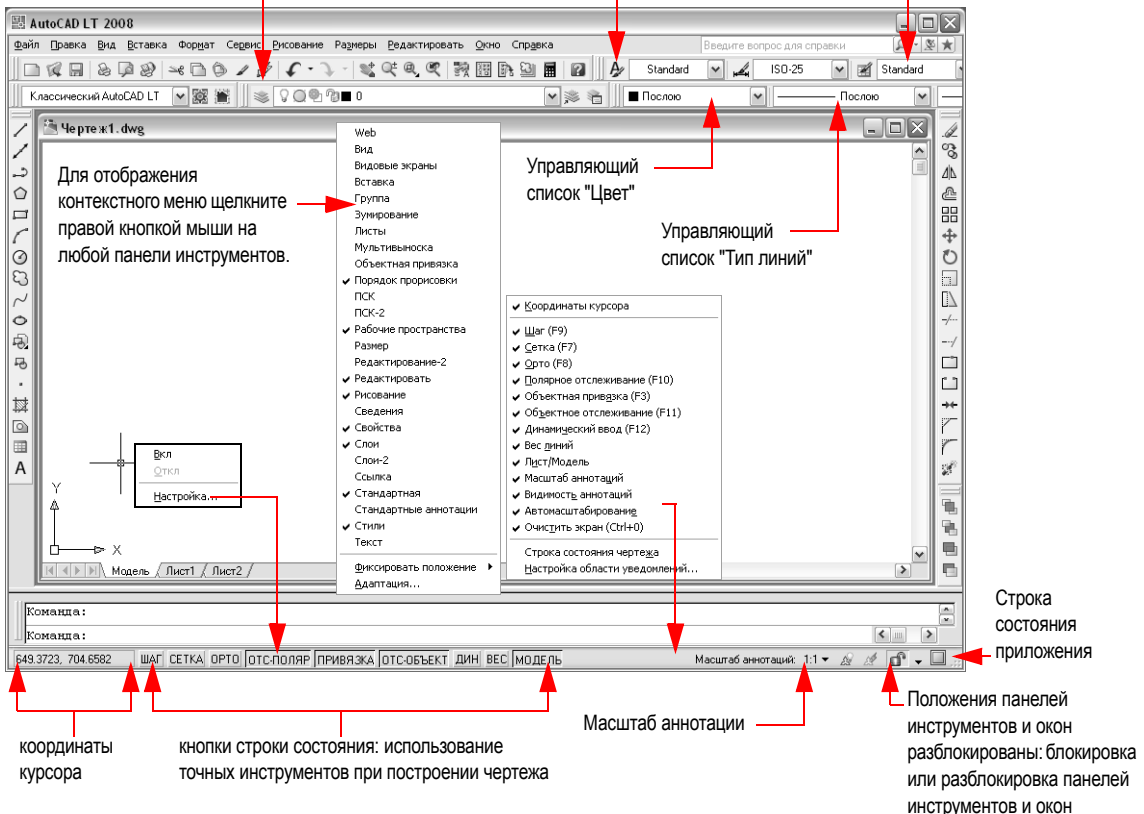 AutoCAD LT 2008
Файл Правка Вид Вставка Формат Сервис Рисование Размеры Редактировать Окно Справка
Введите вопрос для справки
Standard
ISO-25
Standard
Классический AutoCAD LT
0
Послою
Послою
Чертеж1.dwg
Для отображения
контекстного меню щелкните
правой кнопкой мыши на
любой панели инструментов.
Web
Вид
Видовые экраны
Вставка
Группа
Зумирование
Листы
Мультивыноска
Объектная привязка
Порядок прорисовки
ПСК
ПСК-2
Рабочие пространства
Размер
Редактирование-2
Редактировать
Рисование
Сведения
Свойства
Слои
Слои-2
Ссылка
Стандартная
Стандартные аннотации
Стили
Текст
Фиксировать положение
Адаптация...
Управляющий
список "Цвет"
Управляющий
список "Тип линий"
Координаты курсора
Шаг (F9)
Сетка (F7)
Орто (F8)
Полярное отслеживание (F10)
Объектная привязка (F3)
Объектное отслеживание (F11)
Динамический ввод (F12)
Вес линий
Лист/Модель
Масштаб аннотаций
Видимость аннотаций
Автомасштабирование
Очистить экран (Ctrl+0)
Строка состояния чертежа
Настройка области уведомлений...
Вкл
Откл
Настройка...
A
Y
X
Модель Лист1 Лист2
Команда:
Команда:
649.3723, 704.6582 ШАГ СЕТКА ОРТО ОТС-ПОЛЯР ПРИВЯЗКА ОТС-ОБЪЕКТ ДИН ВЕС МОДЕЛЬ Масштаб аннотаций: 1:1
Строка
состояния
приложения
координаты
курсора
кнопки строки состояния: использование
точных инструментов при построении чертежа
Масштаб аннотации
Положения панелей
инструментов и окон
разблокированы: блокировка
или разблокировка панелей
инструментов и окон